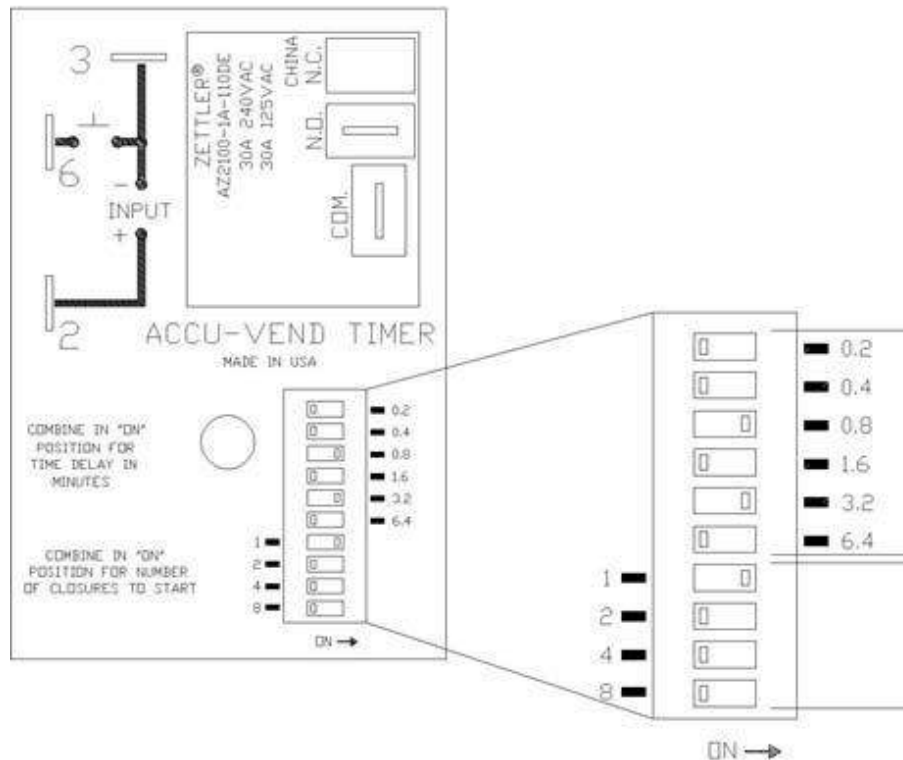 3
6
-
INPUT
+
2
ZETTLER®
AZ2100-1A-110DE
30A 240VAC
30A 125VAC
CHINA
N.C.
N.O.
COM.
ACCU-VEND TIMER
MADE IN USA
COMBINE IN "ON"
POSITION FOR
TIME DELAY IN
MINUTES
0.2
0.4
0.8
1.6
3.2
6.4
COMBINE IN "ON"
POSITION FOR NUMBER
OF CLOSURES TO START
1
2
4
8
ON
0.2
0.4
0.8
1.6
3.2
6.4
1
2
4
8
ON